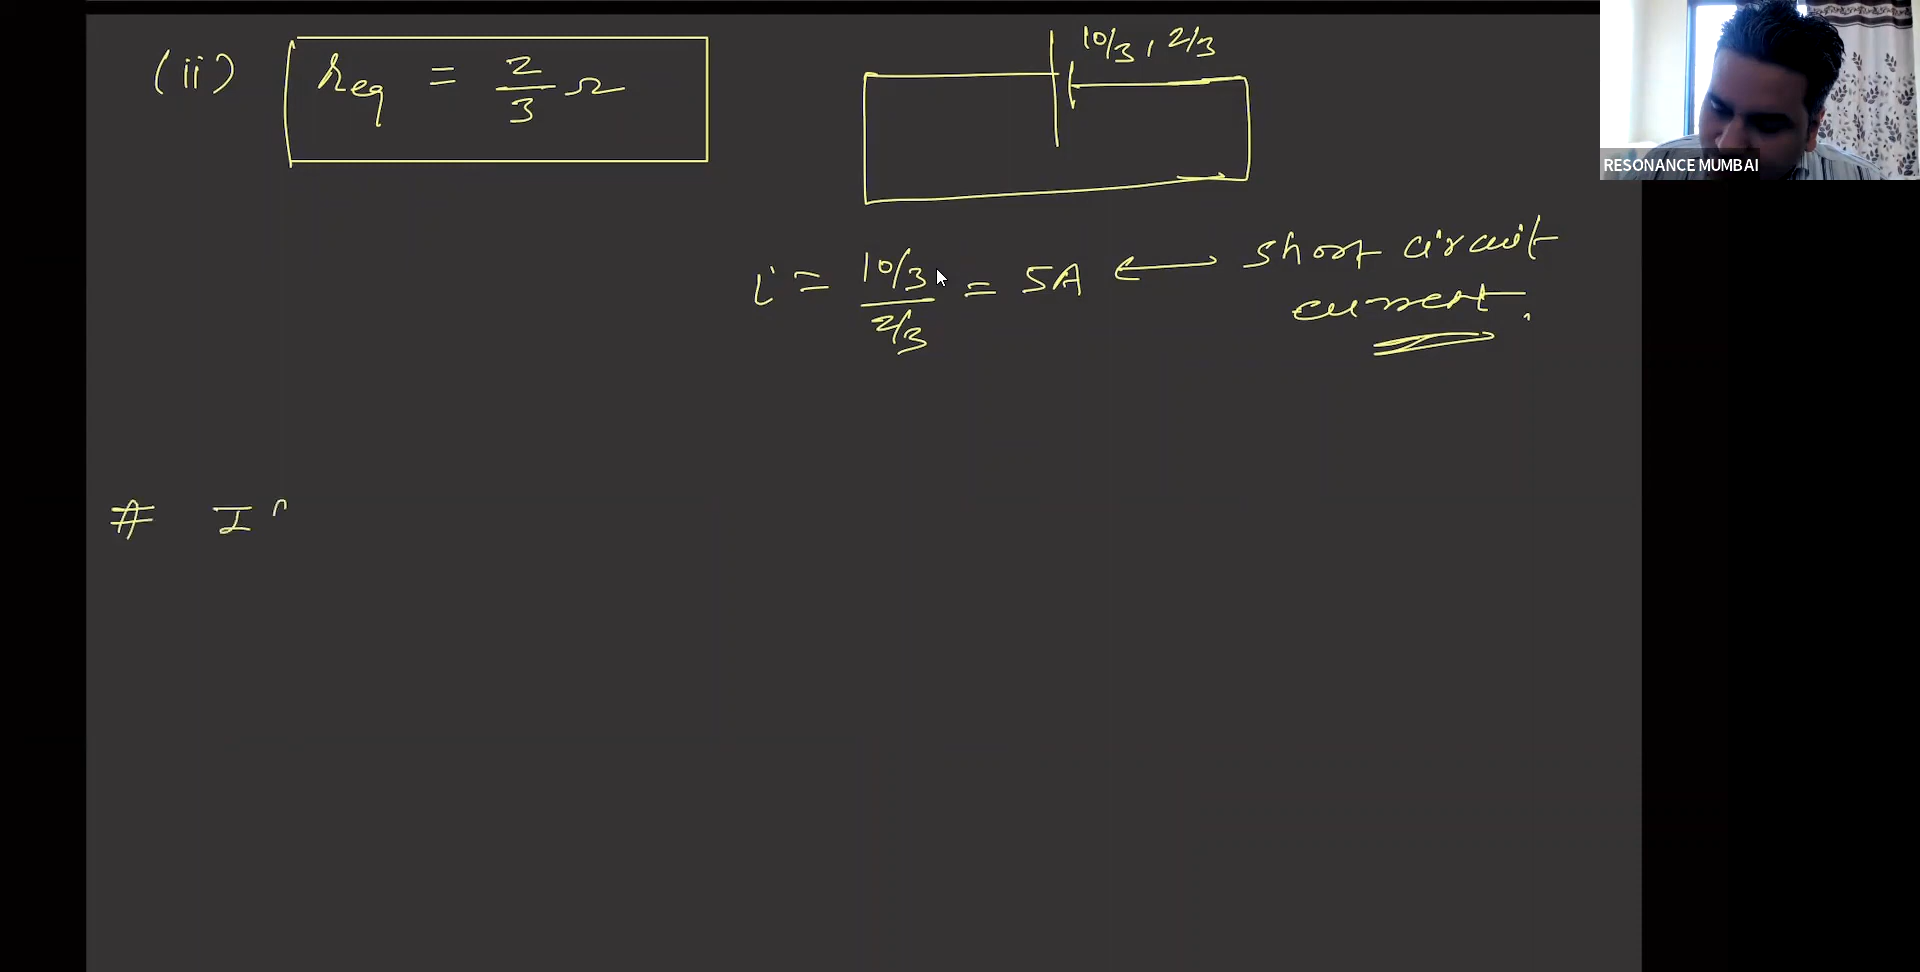 (ii) req = 2/3 Ω
10/3, 2/3
RESONANCE MUMBAI
i = 10/3 / 2/3 = 5A ← short circuit
current.
# I